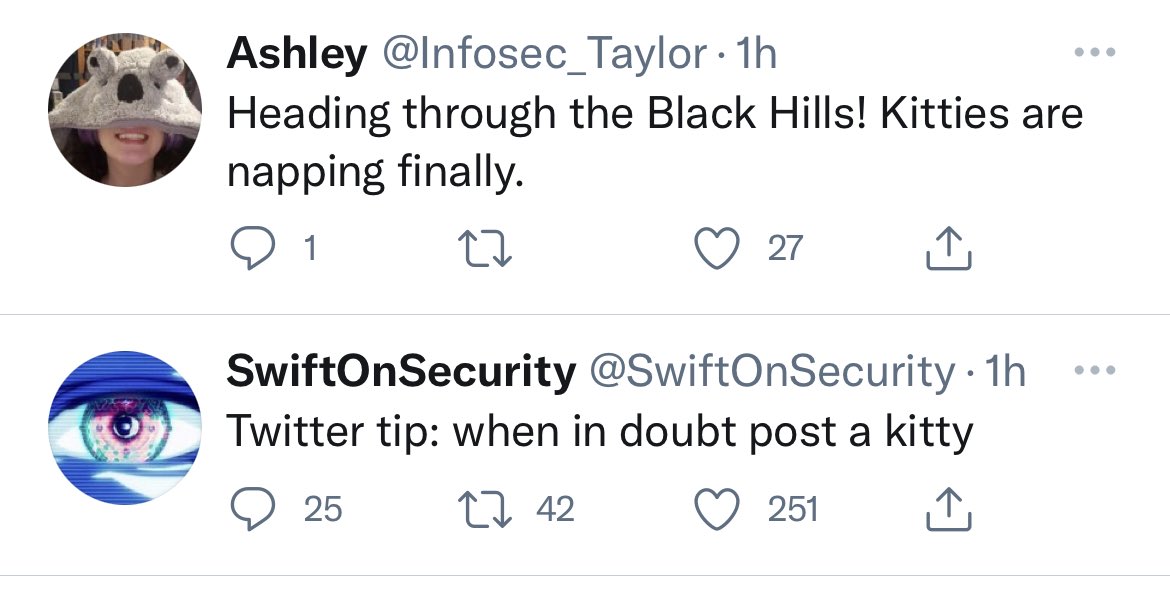 Ashley @Infosec_Taylor · 1h
Heading through the Black Hills! Kitties are
napping finally.
1 27
SwiftOnSecurity @SwiftOnSecurity · 1h
Twitter tip: when in doubt post a kitty
25 42 251